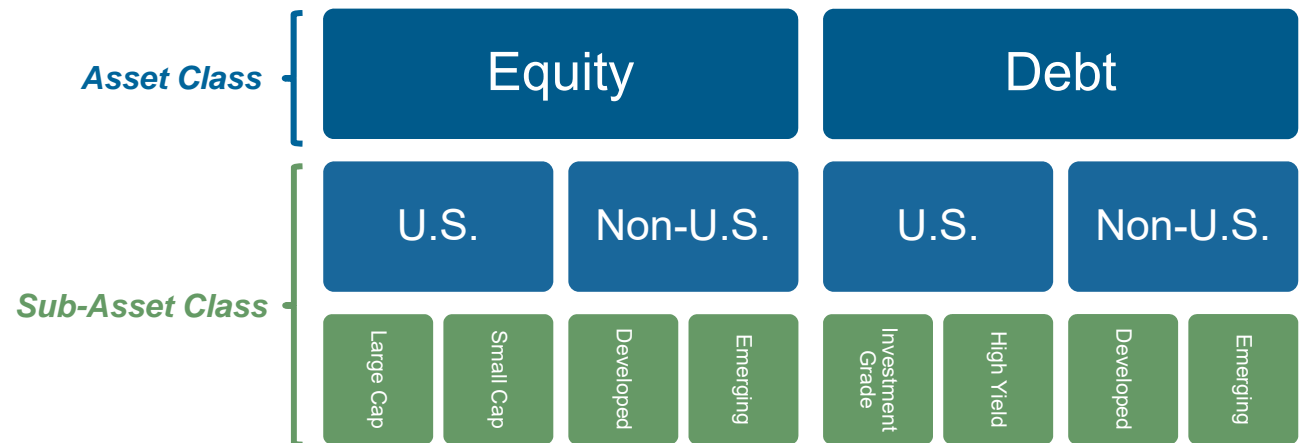 Asset Class
Equity
Debt
Sub-Asset Class
U.S.
Non-U.S.
U.S.
Non-U.S.
Large Cap
Small Cap
Developed
Emerging
Investment
Grade
High Yield
Developed
Emerging